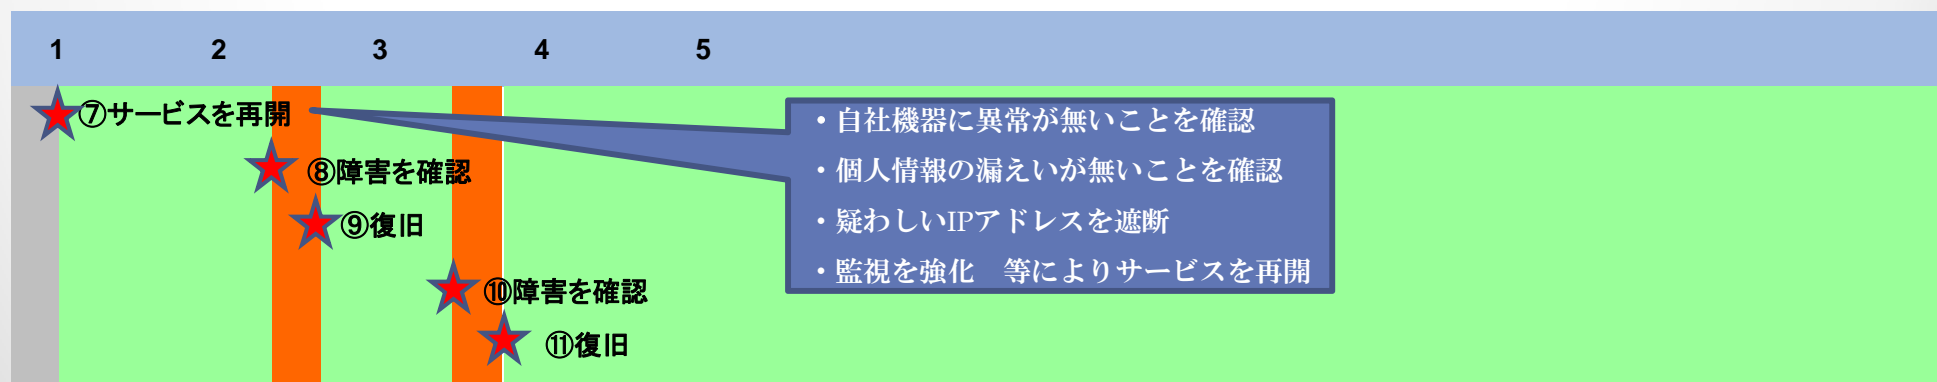 1 2 3 4 5
⑦サービスを再開
⑧障害を確認
⑨復旧
⑩障害を確認
⑪復旧
・自社機器に異常が無いことを確認
・個人情報の漏えいが無いことを確認
・疑わしいIPアドレスを遮断
・監視を強化　等によりサービスを再開